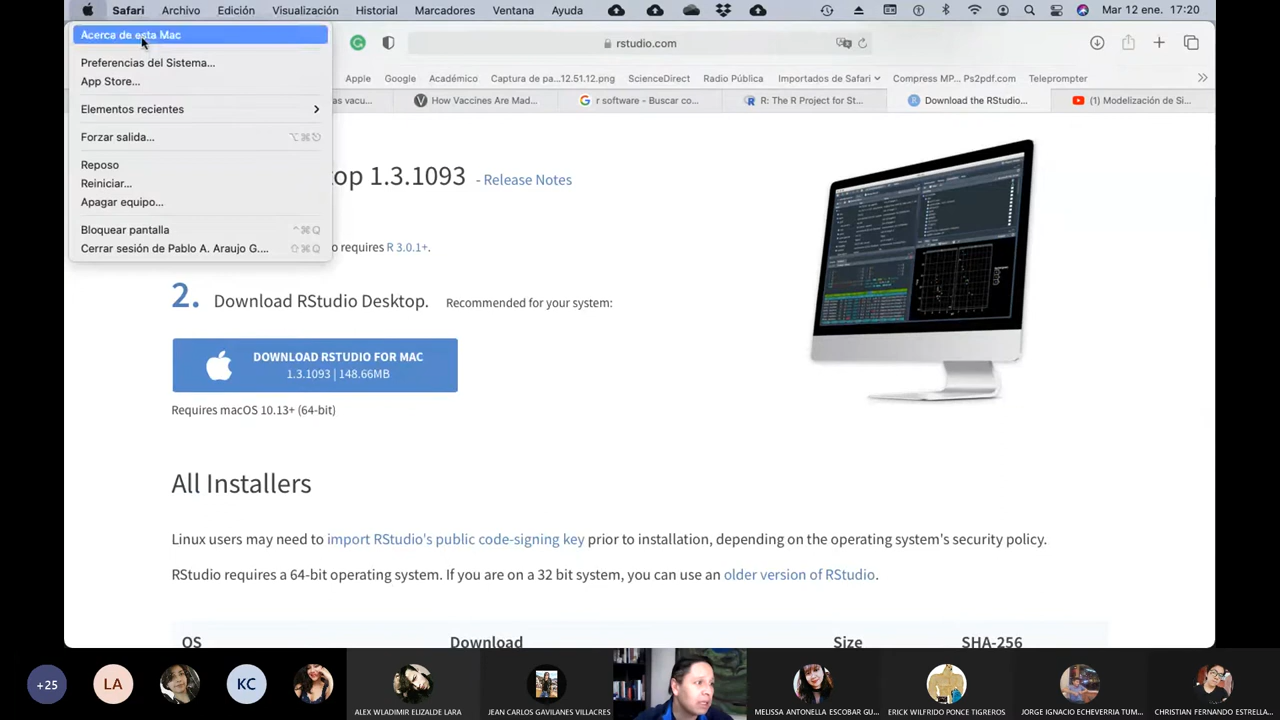 Safari Archivo Edición Visualización Historial Marcadores Ventana Ayuda Mar 12 ene. 17:20
Acerca de esta Mac
Preferencias del Sistema...
App Store...
Elementos recientes
Forzar salida...
Reposo
Reiniciar...
Apagar equipo...
Bloquear pantalla ^⌘Q
Cerrar sesión de Pablo A. Araujo G.... ⇧⌘Q
rstudio.com
Apple Google Académico Captura de pa...12.51.12.png ScienceDirect Radio Pública Importados de Safari Compress MP... Ps2pdf.com Teleprompter
as vacu... How Vaccines Are Mad... r software - Buscar co... R: The R Project for St... Download the RStudio... (1) Modelización de Si...
top 1.3.1093 - Release Notes
o requires R 3.0.1+.
2. Download RStudio Desktop. Recommended for your system:
DOWNLOAD RSTUDIO FOR MAC
1.3.1093 | 148.66MB
Requires macOS 10.13+ (64-bit)
All Installers
Linux users may need to import RStudio's public code-signing key prior to installation, depending on the operating system's security policy.
RStudio requires a 64-bit operating system. If you are on a 32 bit system, you can use an older version of RStudio.
OS Download Size SHA-256
+25 LA KC
ALEX WLADIMIR ELIZALDE LARA JEAN CARLOS GAVILANES VILLACRES MELISSA ANTONELLA ESCOBAR GU... ERICK WILFRIDO PONCE TIGREROS JORGE IGNACIO ECHEVERRIA TUM... CHRISTIAN FERNANDO ESTRELLA...